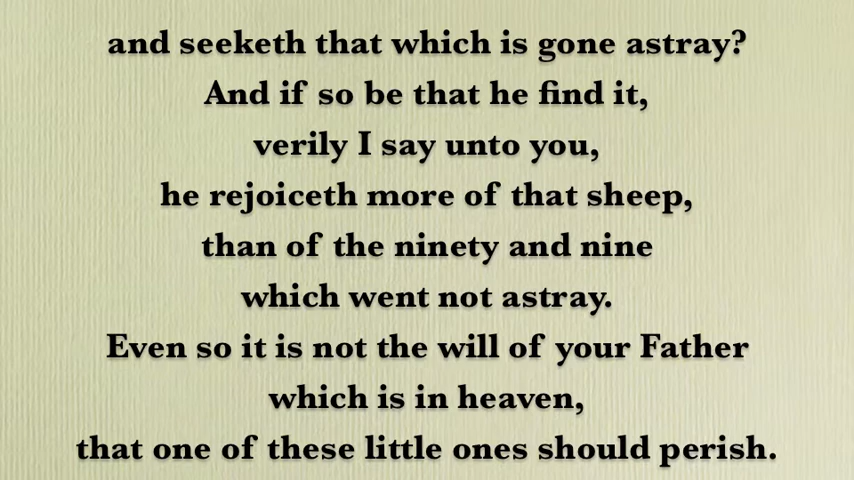 and seeketh that which is gone astray?
And if so be that he find it,
verily I say unto you,
he rejoiceth more of that sheep,
than of the ninety and nine
which went not astray.
Even so it is not the will of your Father
which is in heaven,
that one of these little ones should perish.